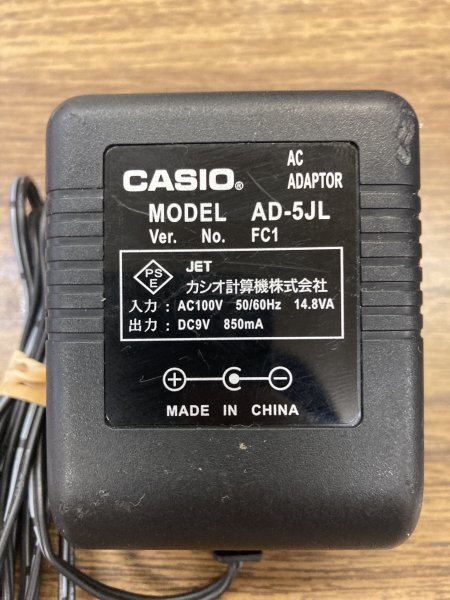 AC
ADAPTOR
CASIO®
MODEL AD-5JL
Ver. No. FC1
PS
E
JET
カシオ計算機株式会社
入力 : AC100V 50/60Hz 14.8VA
出力 : DC9V 850mA
MADE IN CHINA